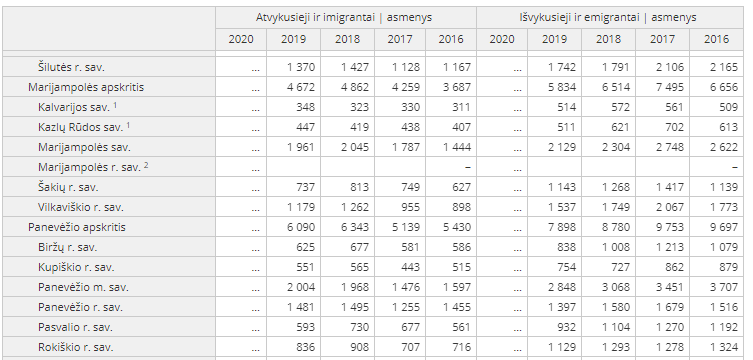 Atvykusieji ir imigrantai | asmenys Išvykusieji ir emigrantai | asmenys
2020 2019 2018 2017 2016 2020 2019 2018 2017 2016
Šilutės r. sav. ... 1 370 1 427 1 128 1 167 ... 1 742 1 791 2 106 2 165
Marijampolės apskritis ... 4 672 4 862 4 259 3 687 ... 5 834 6 514 7 495 6 656
Kalvarijos sav. ¹ ... 348 323 330 311 ... 514 572 561 509
Kazlų Rūdos sav. ¹ ... 447 419 438 407 ... 511 621 702 613
Marijampolės sav. ... 1 961 2 045 1 787 1 444 ... 2 129 2 304 2 748 2 622
Marijampolės r. sav. ² ... – ... –
Šakių r. sav. ... 737 813 749 627 ... 1 143 1 268 1 417 1 139
Vilkaviškio r. sav. ... 1 179 1 262 955 898 ... 1 537 1 749 2 067 1 773
Panevėžio apskritis ... 6 090 6 343 5 139 5 430 ... 7 898 8 780 9 753 9 697
Biržų r. sav. ... 625 677 581 586 ... 838 1 008 1 213 1 079
Kupiškio r. sav. ... 551 565 443 515 ... 754 727 862 879
Panevėžio m. sav. ... 2 004 1 968 1 476 1 597 ... 2 848 3 068 3 451 3 707
Panevėžio r. sav. ... 1 481 1 495 1 255 1 455 ... 1 397 1 580 1 679 1 516
Pasvalio r. sav. ... 593 730 677 561 ... 932 1 104 1 270 1 192
Rokiškio r. sav. ... 836 908 707 716 ... 1 129 1 293 1 278 1 324